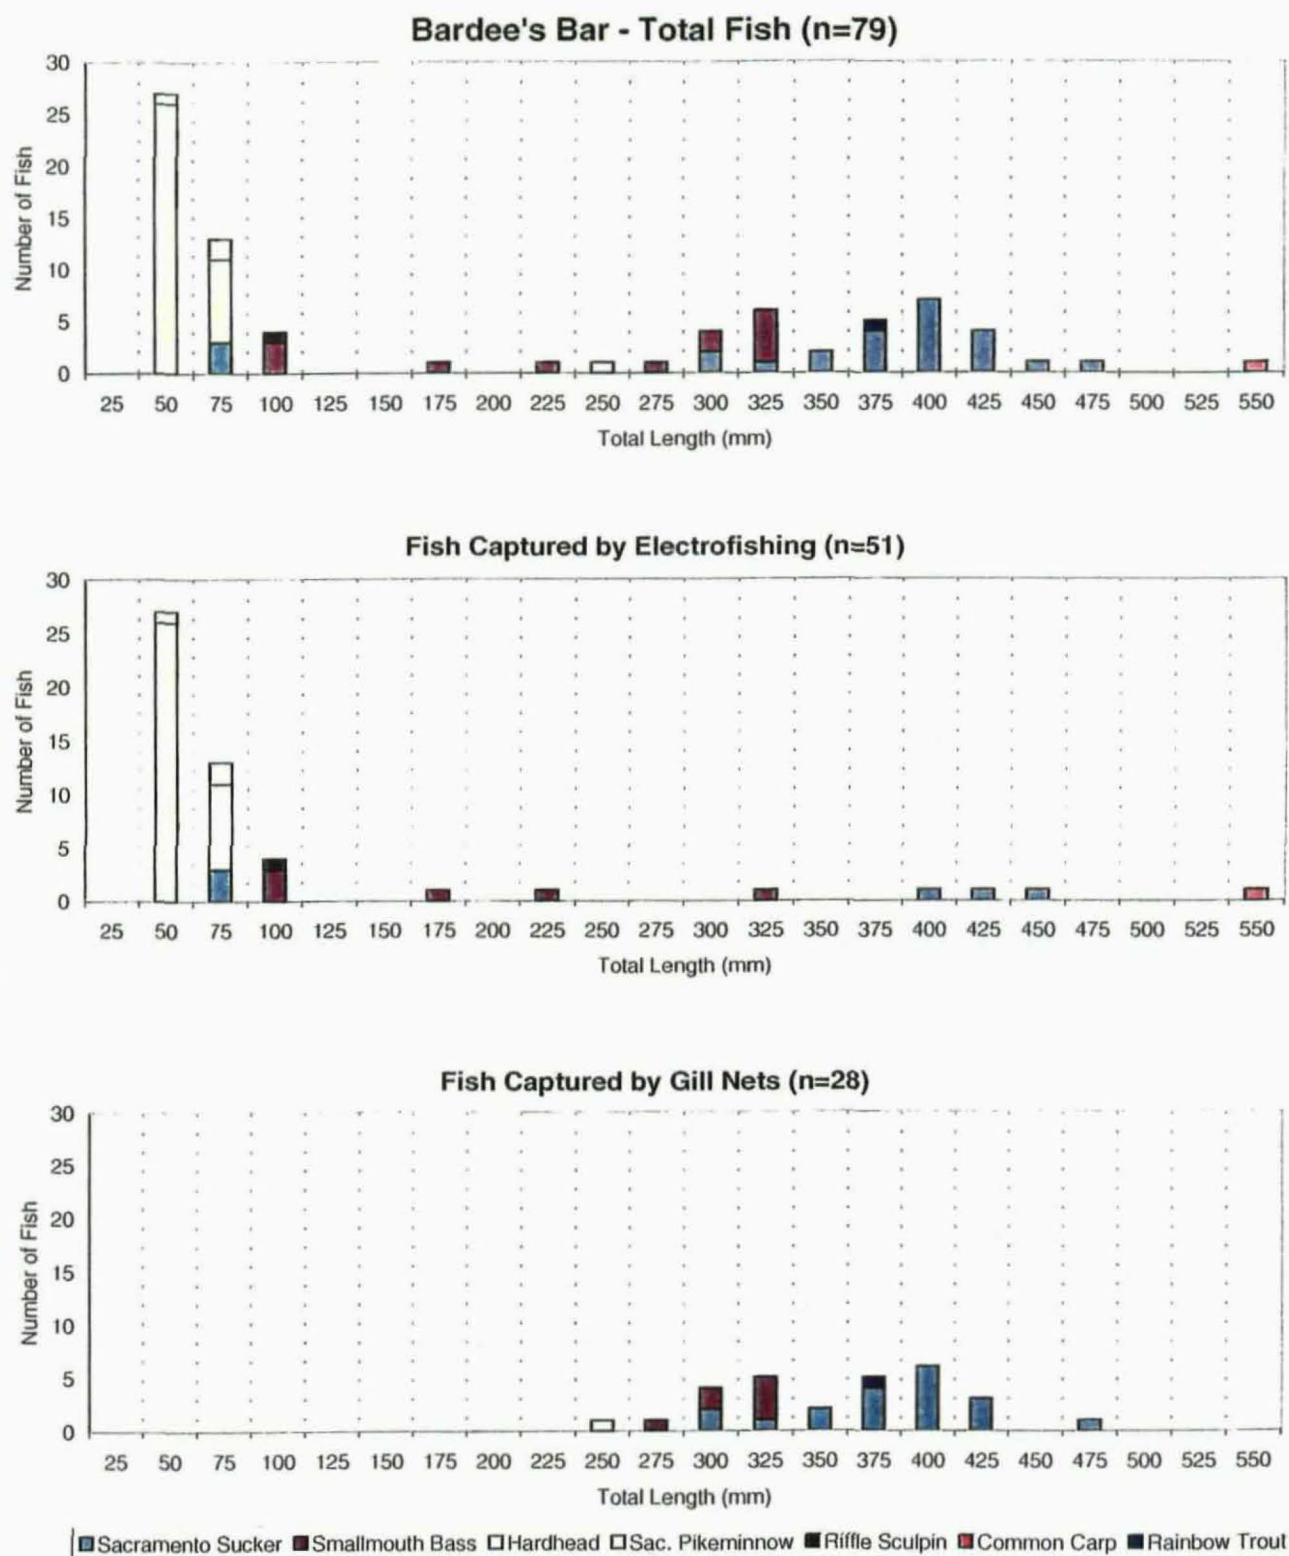 Bardee's Bar - Total Fish (n=79)
30
25
20
15
10
5
0
Number of Fish
25 50 75 100 125 150 175 200 225 250 275 300 325 350 375 400 425 450 475 500 525 550
Total Length (mm)
Fish Captured by Electrofishing (n=51)
30
25
20
15
10
5
0
Number of Fish
25 50 75 100 125 150 175 200 225 250 275 300 325 350 375 400 425 450 475 500 525 550
Total Length (mm)
Fish Captured by Gill Nets (n=28)
30
25
20
15
10
5
0
Number of Fish
25 50 75 100 125 150 175 200 225 250 275 300 325 350 375 400 425 450 475 500 525 550
Total Length (mm)
Sacramento Sucker Smallmouth Bass Hardhead Sac. Pikeminnow Riffle Sculpin Common Carp Rainbow Trout